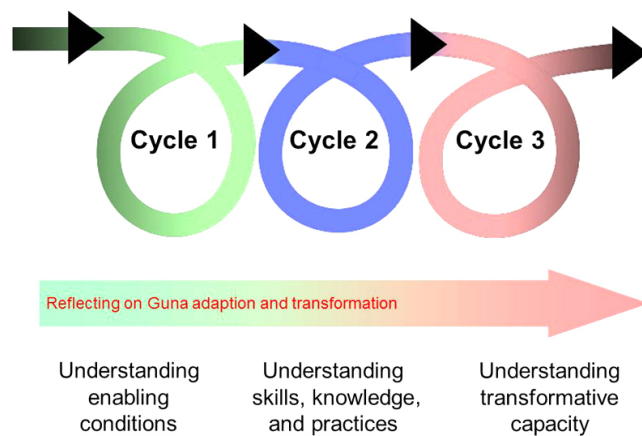 Cycle 1
Cycle 2
Cycle 3
Reflecting on Guna adaption and transformation
Understanding
enabling
conditions
Understanding
skills, knowledge,
and practices
Understanding
transformative
capacity